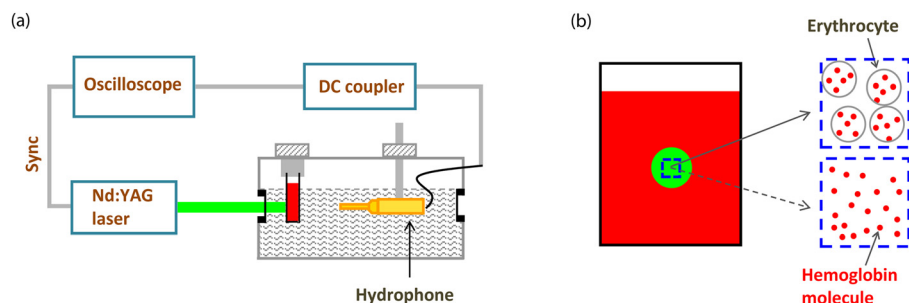 (a)
Oscilloscope
DC coupler
Sync
Nd:YAG
laser
Hydrophone
(b)
Erythrocyte
Hemoglobin
molecule